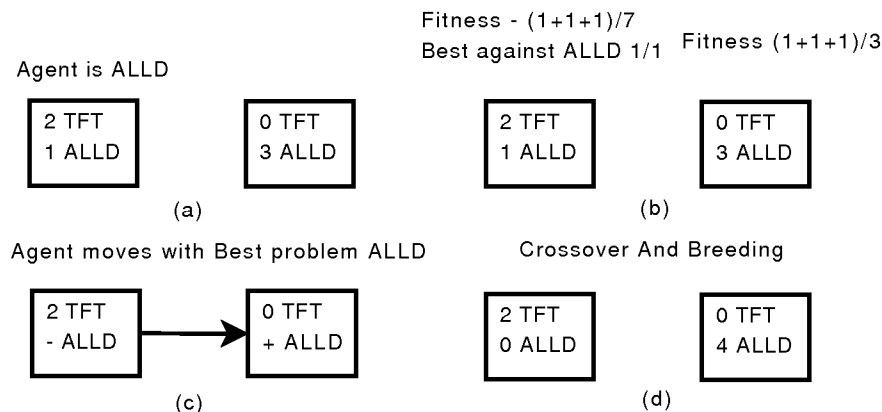 Agent is ALLD
2 TFT
1 ALLD
0 TFT
3 ALLD
(a)
Fitness - (1+1+1)/7
Best against ALLD 1/1
Fitness (1+1+1)/3
2 TFT
1 ALLD
0 TFT
3 ALLD
(b)
Agent moves with Best problem ALLD
2 TFT
- ALLD
0 TFT
+ ALLD
(c)
Crossover And Breeding
2 TFT
0 ALLD
0 TFT
4 ALLD
(d)